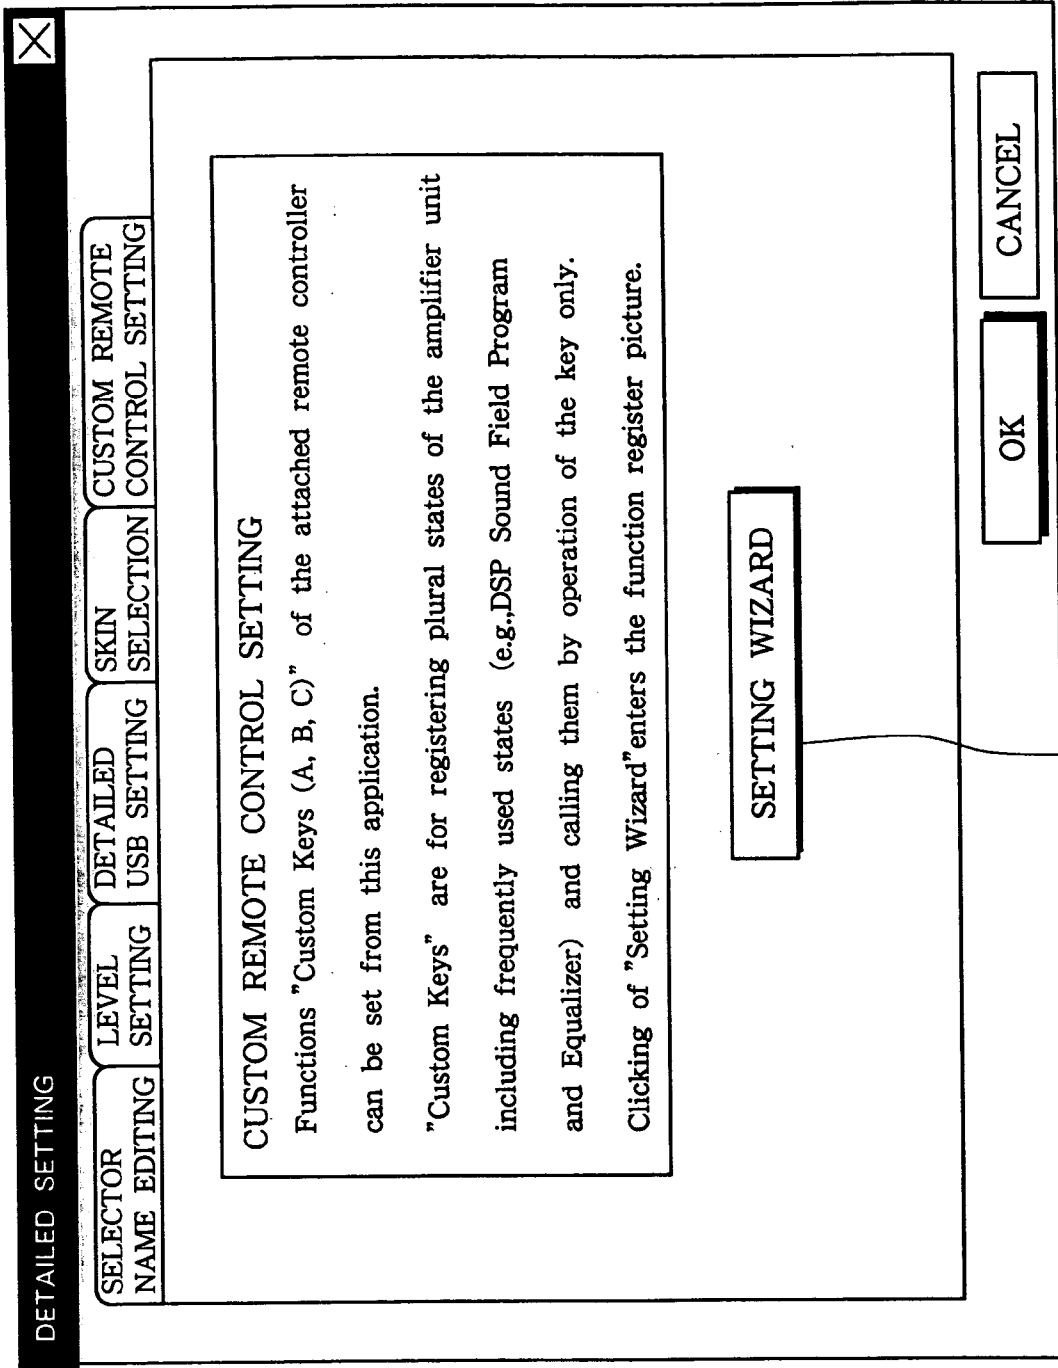 DETAILED SETTING
SELECTOR
NAME EDITING
LEVEL
SETTING
DETAILED
USB SETTING
SKIN
SELECTION
CUSTOM REMOTE
CONTROL SETTING
CUSTOM REMOTE CONTROL SETTING
Functions "Custom Keys (A, B, C)" of the attached remote controller
can be set from this application.
"Custom Keys" are for registering plural states of the amplifier unit
including frequently used states (e.g.,DSP Sound Field Program
and Equalizer) and calling them by operation of the key only.
Clicking of "Setting Wizard"enters the function register picture.
SETTING WIZARD
OK
CANCEL